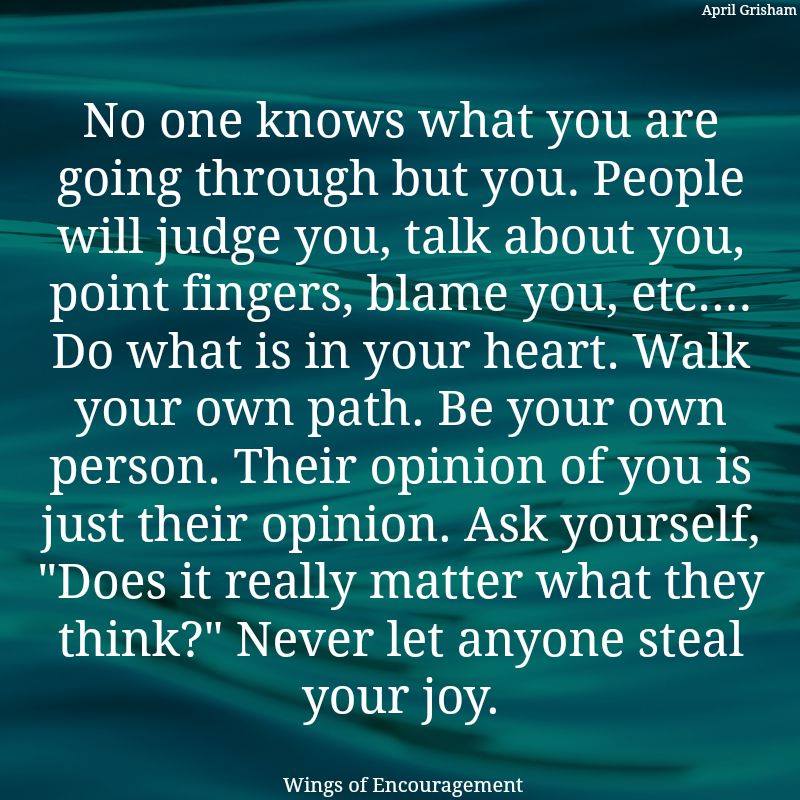 April Grisham
No one knows what you are
going through but you. People
will judge you, talk about you,
point fingers, blame you, etc....
Do what is in your heart. Walk
your own path. Be your own
person. Their opinion of you is
just their opinion. Ask yourself,
"Does it really matter what they
think?" Never let anyone steal
your joy.
Wings of Encouragement